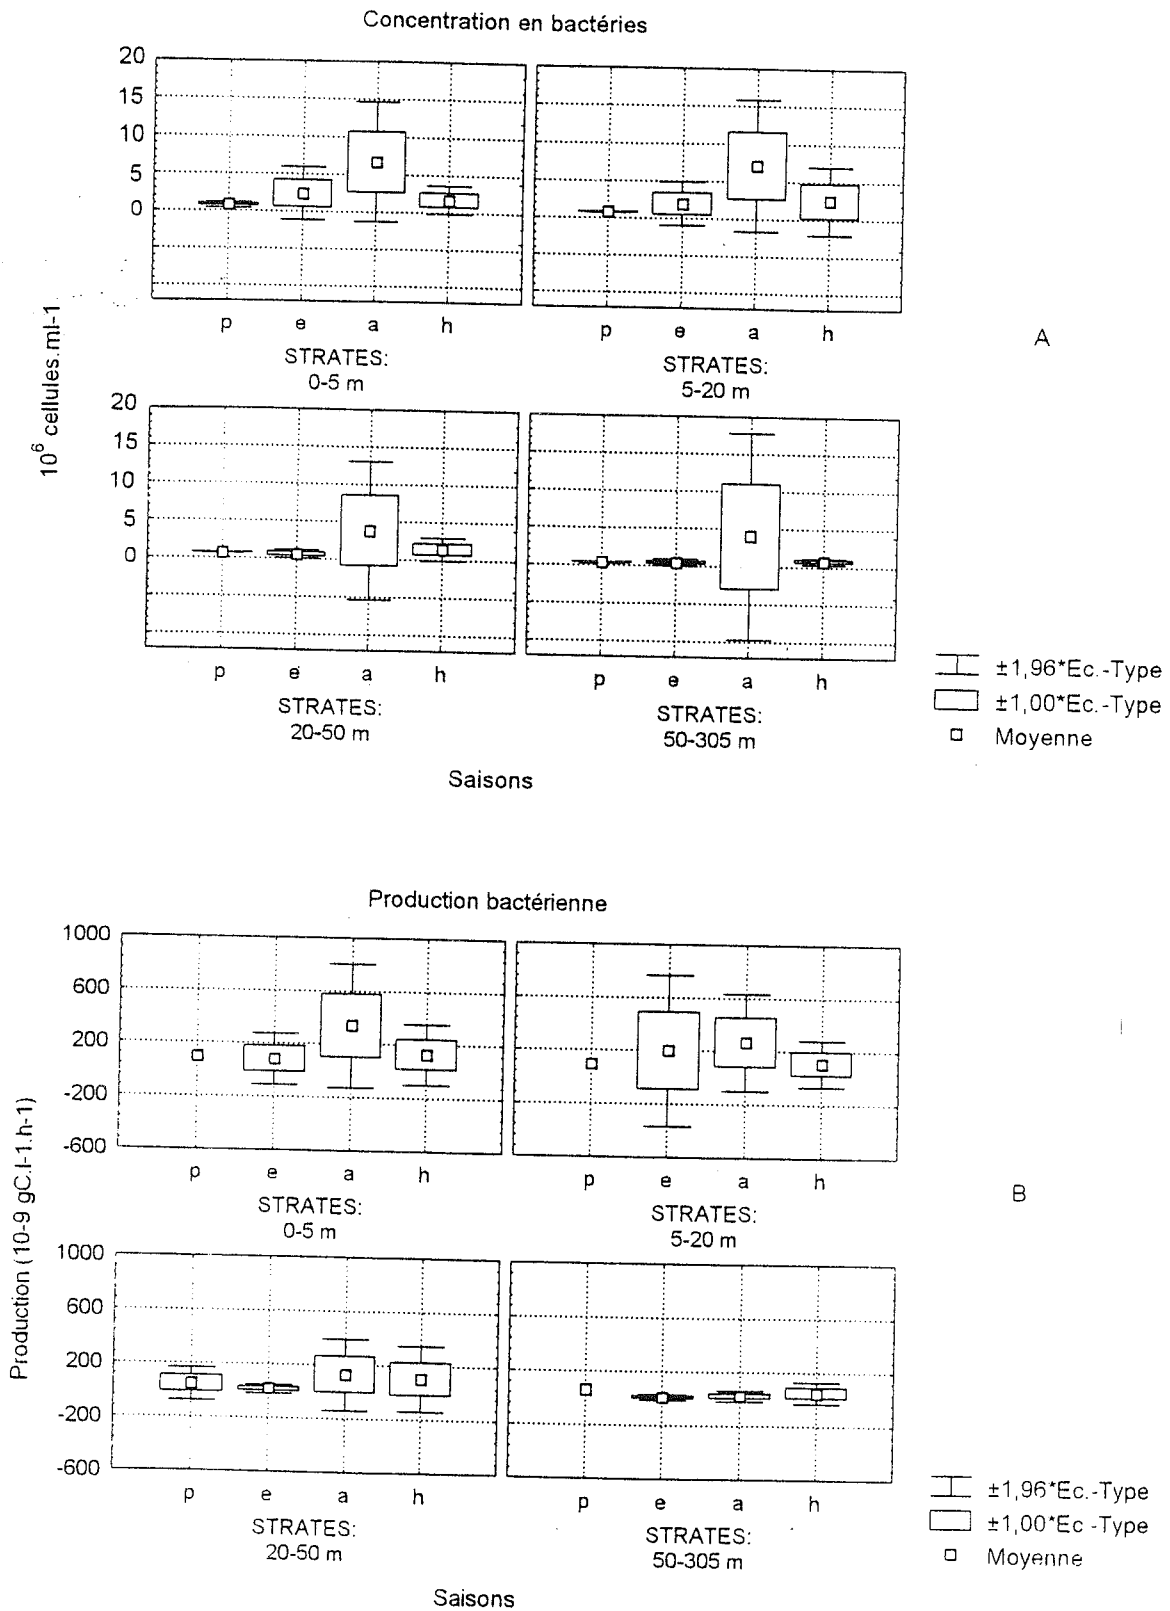 Concentration en bactéries
20
15
10
5
0
p e a h
p e a h
STRATES:
0-5 m
STRATES:
5-20 m
A
10⁶ cellules.ml-1
20
15
10
5
0
p e a h
p e a h
STRATES:
20-50 m
STRATES:
50-305 m
±1,96*Ec.-Type
±1,00*Ec.-Type
Moyenne
Saisons
Production bactérienne
1000
600
200
-200
-600
p e a h
p e a h
STRATES:
0-5 m
STRATES:
5-20 m
B
Production (10-9 gC.l-1.h-1)
1000
600
200
-200
-600
p e a h
p e a h
STRATES:
20-50 m
STRATES:
50-305 m
±1,96*Ec.-Type
±1,00*Ec.-Type
Moyenne
Saisons